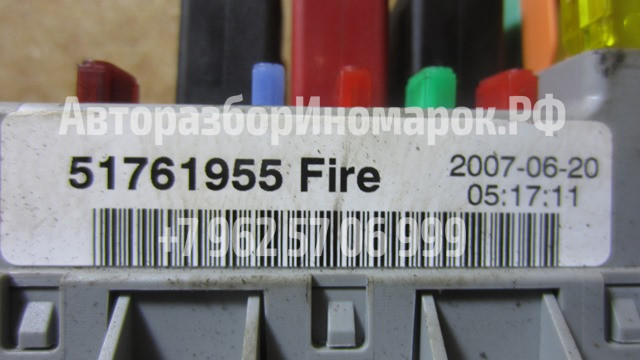 АвторазборИномарок.РФ
51761955 Fire
2007-06-20
05:17:11
+7 962 57 06 999